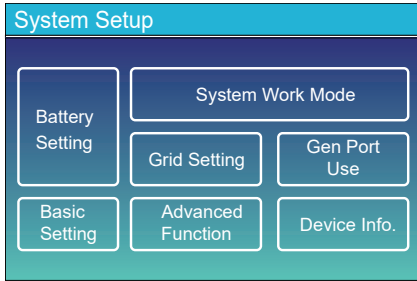 System Setup
Battery
Setting
System Work Mode
Grid Setting
Gen Port
Use
Basic
Setting
Advanced
Function
Device Info.